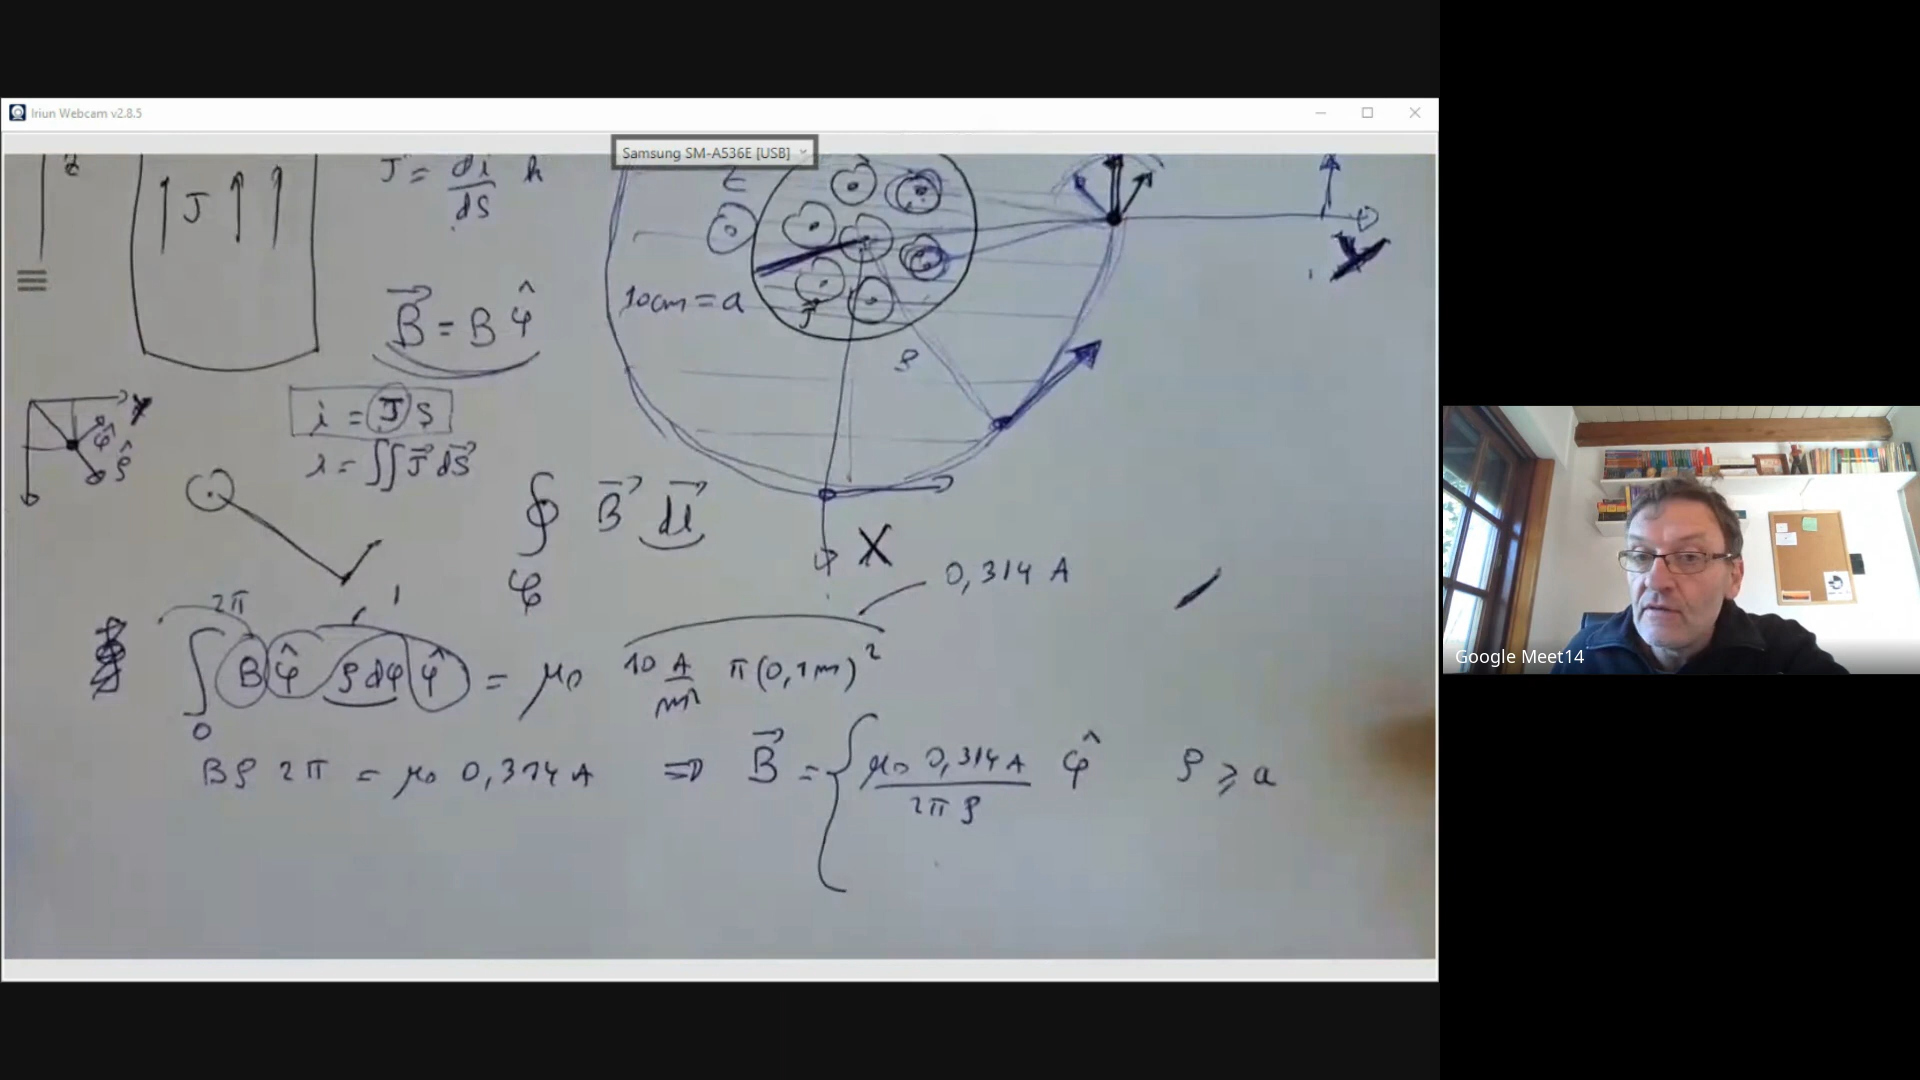 Iriun Webcam v2.8.5
Samsung SM-A536E [USB]
z
J
J = di/dS k
10cm = a
J
ρ
B⃗ = B φ̂
i = J S
i = ∬ J⃗ dS⃗
φ̂
ρ̂
∮ B⃗ dl⃗
X
0,314 A
2π
1
∫ B φ̂ ρ dφ φ̂ = μ0 10 A/m² π (0,1m)²
0
B ρ 2π = μ0 0,314 A ⇒ B⃗ = { μ0 0,314 A / 2π ρ φ̂ ρ ⩾ a
Google Meet14